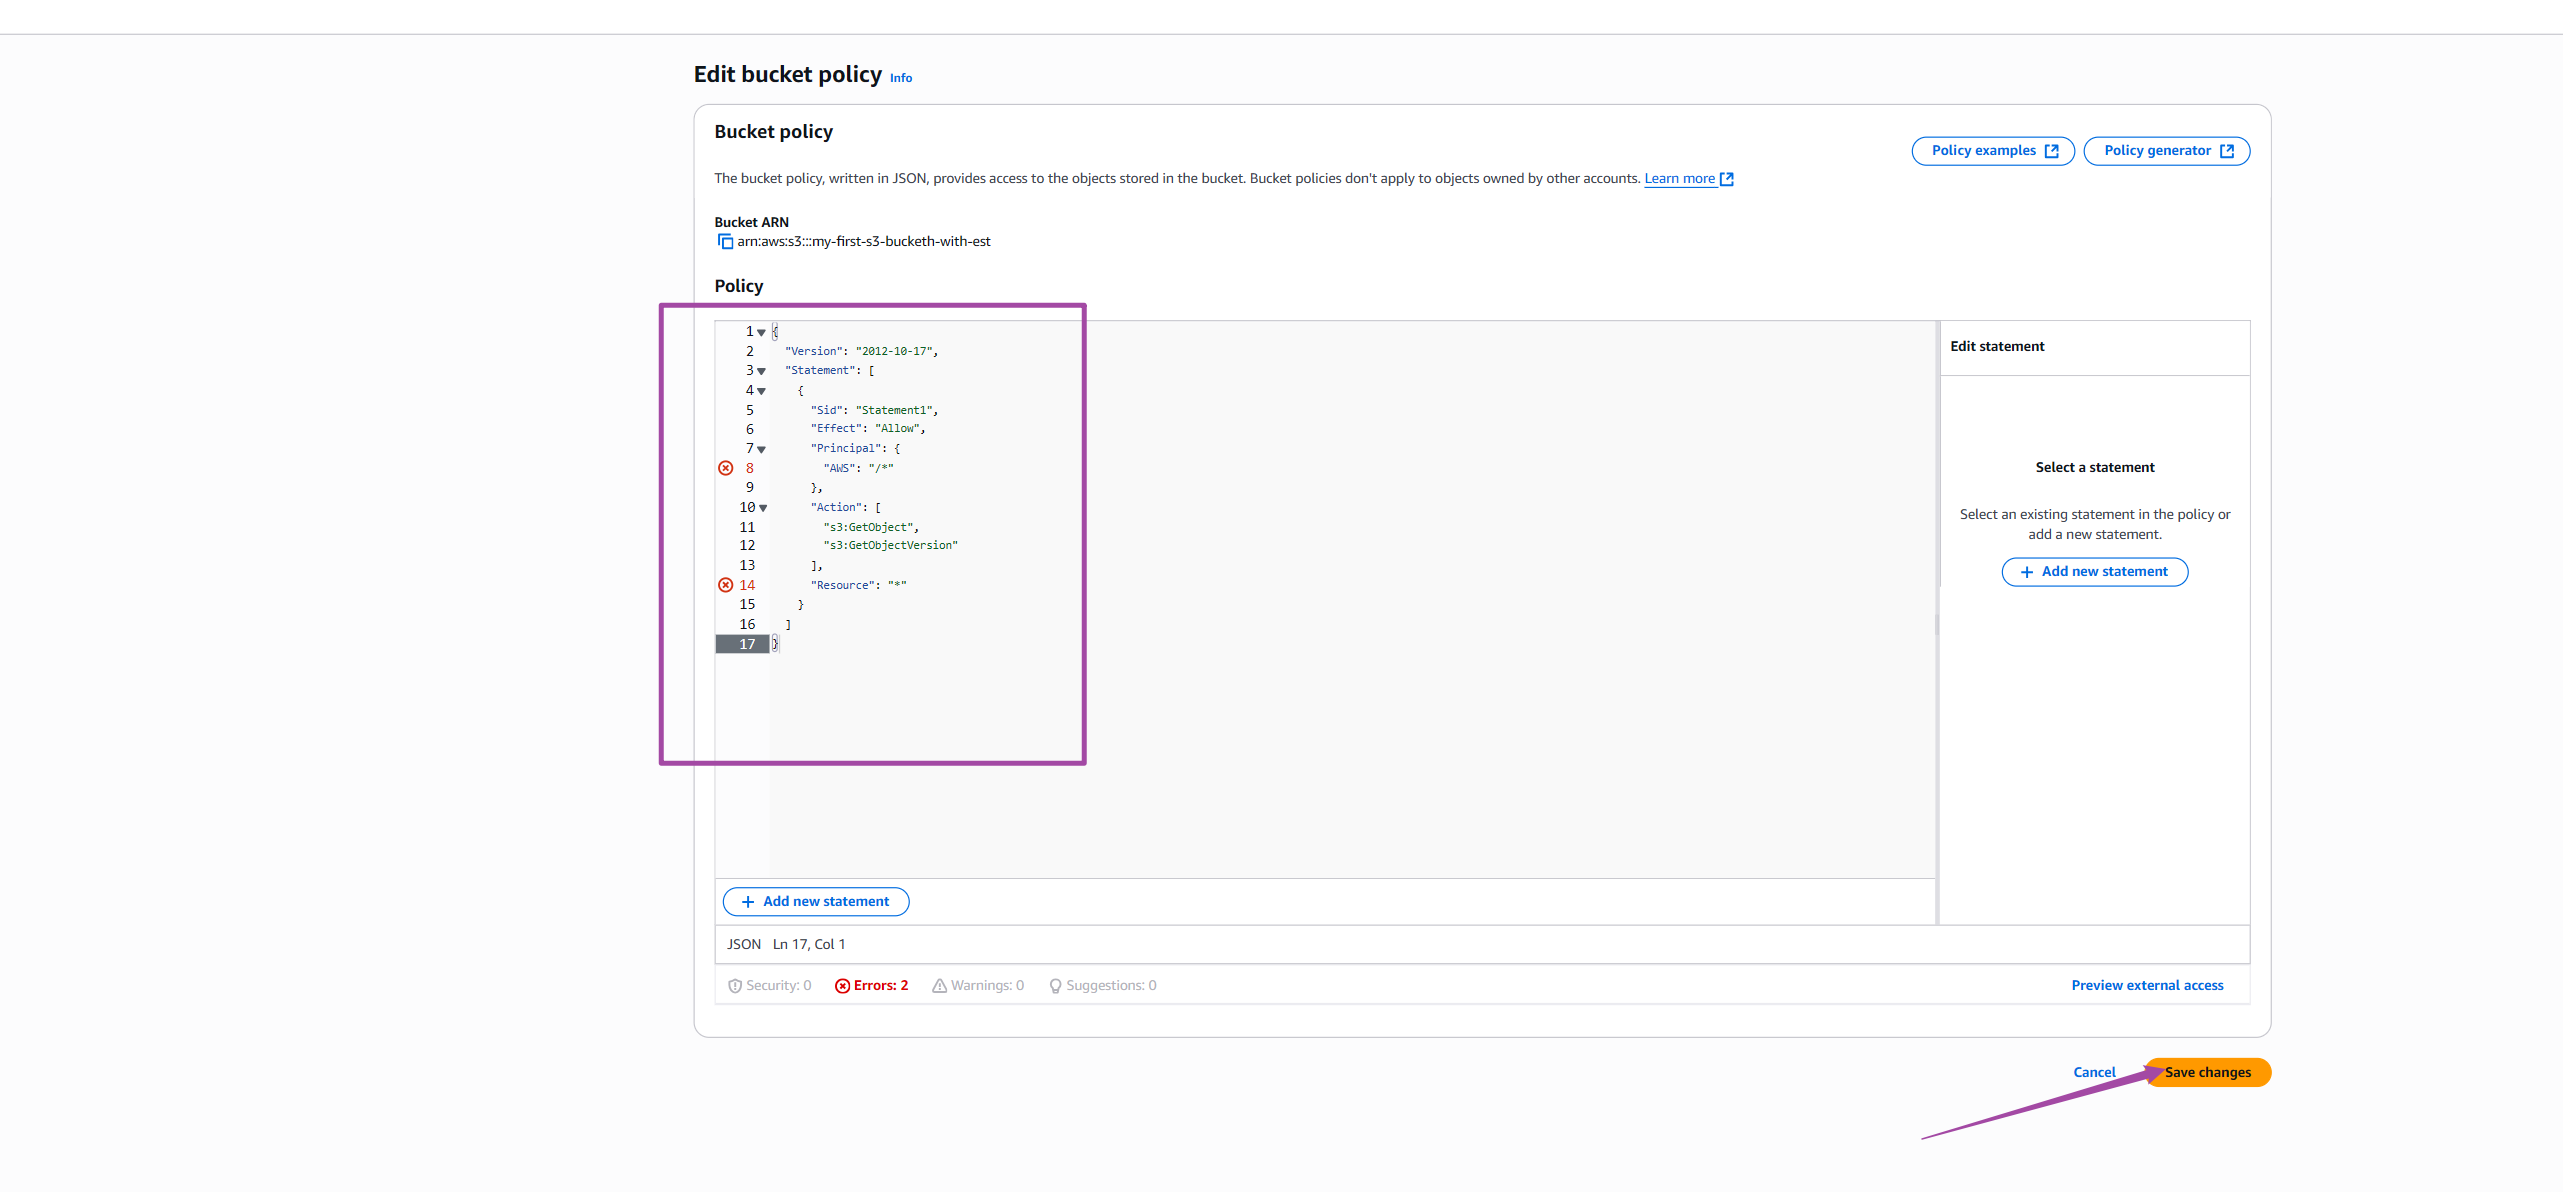 Edit bucket policy Info
Bucket policy
Policy examples
Policy generator
The bucket policy, written in JSON, provides access to the objects stored in the bucket. Bucket policies don't apply to objects owned by other accounts. Learn more
Bucket ARN
arn:aws:s3:::my-first-s3-bucketh-with-est
Policy
1 {
2 "Version": "2012-10-17",
3 "Statement": [
4 {
5 "Sid": "Statement1",
6 "Effect": "Allow",
7 "Principal": {
8 "AWS": "/*"
9 },
10 "Action": [
11 "s3:GetObject",
12 "s3:GetObjectVersion"
13 ],
14 "Resource": "*"
15 }
16 ]
17 }
Edit statement
Select a statement
Select an existing statement in the policy or
add a new statement.
+ Add new statement
+ Add new statement
JSON Ln 17, Col 1
Security: 0 Errors: 2 Warnings: 0 Suggestions: 0
Preview external access
Cancel
Save changes